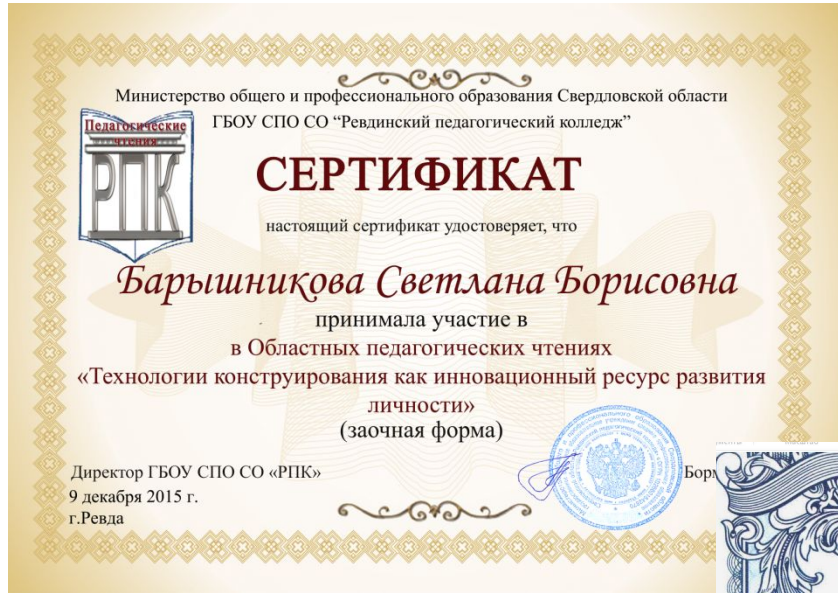 Министерство общего и профессионального образования Свердловской области
ГБОУ СПО СО “Ревдинский педагогический колледж”
Педагогические
чтения
РПК
СЕРТИФИКАТ
настоящий сертификат удостоверяет, что
Барышникова Светлана Борисовна
принимала участие в
в Областных педагогических чтениях
«Технологии конструирования как инновационный ресурс развития
личности»
(заочная форма)
Директор ГБОУ СПО СО «РПК»
9 декабря 2015 г.
г.Ревда